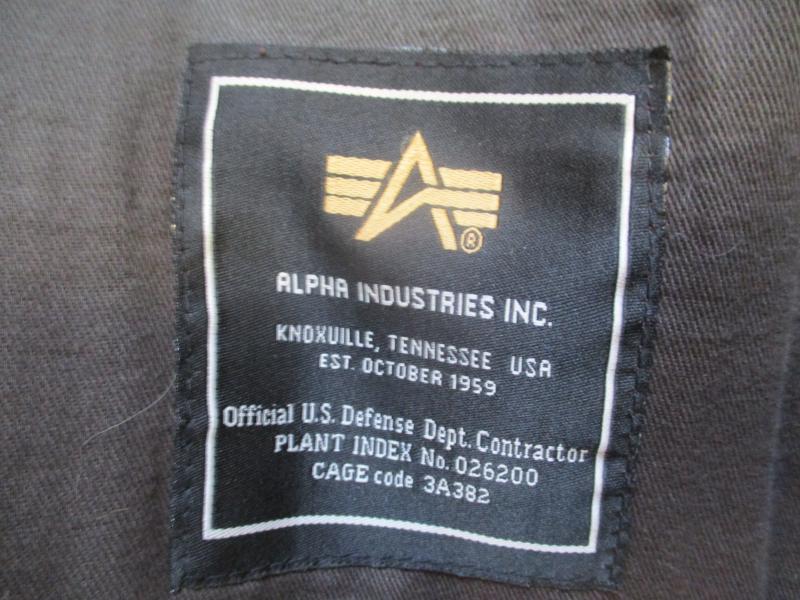 ®
ALPHA INDUSTRIES INC.
KNOXVILLE, TENNESSEE USA
EST. OCTOBER 1959
Official U.S. Defense Dept. Contractor
PLANT INDEX No. 026200
CAGE code 3A382